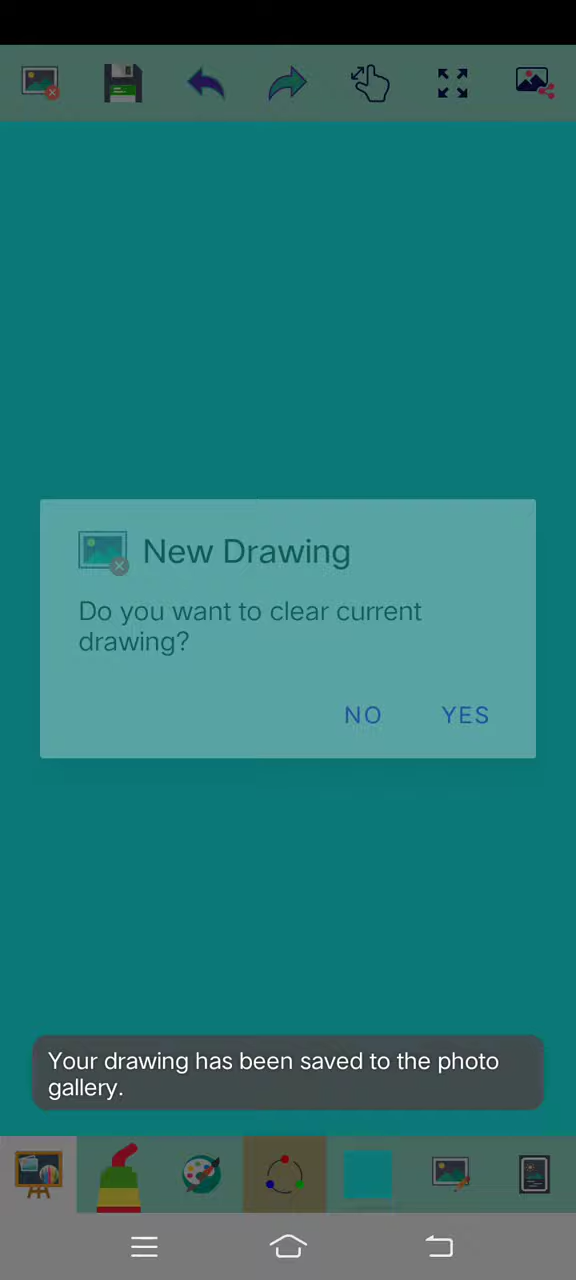 New Drawing
Do you want to clear current
drawing?
NO YES
Your drawing has been saved to the photo
gallery.